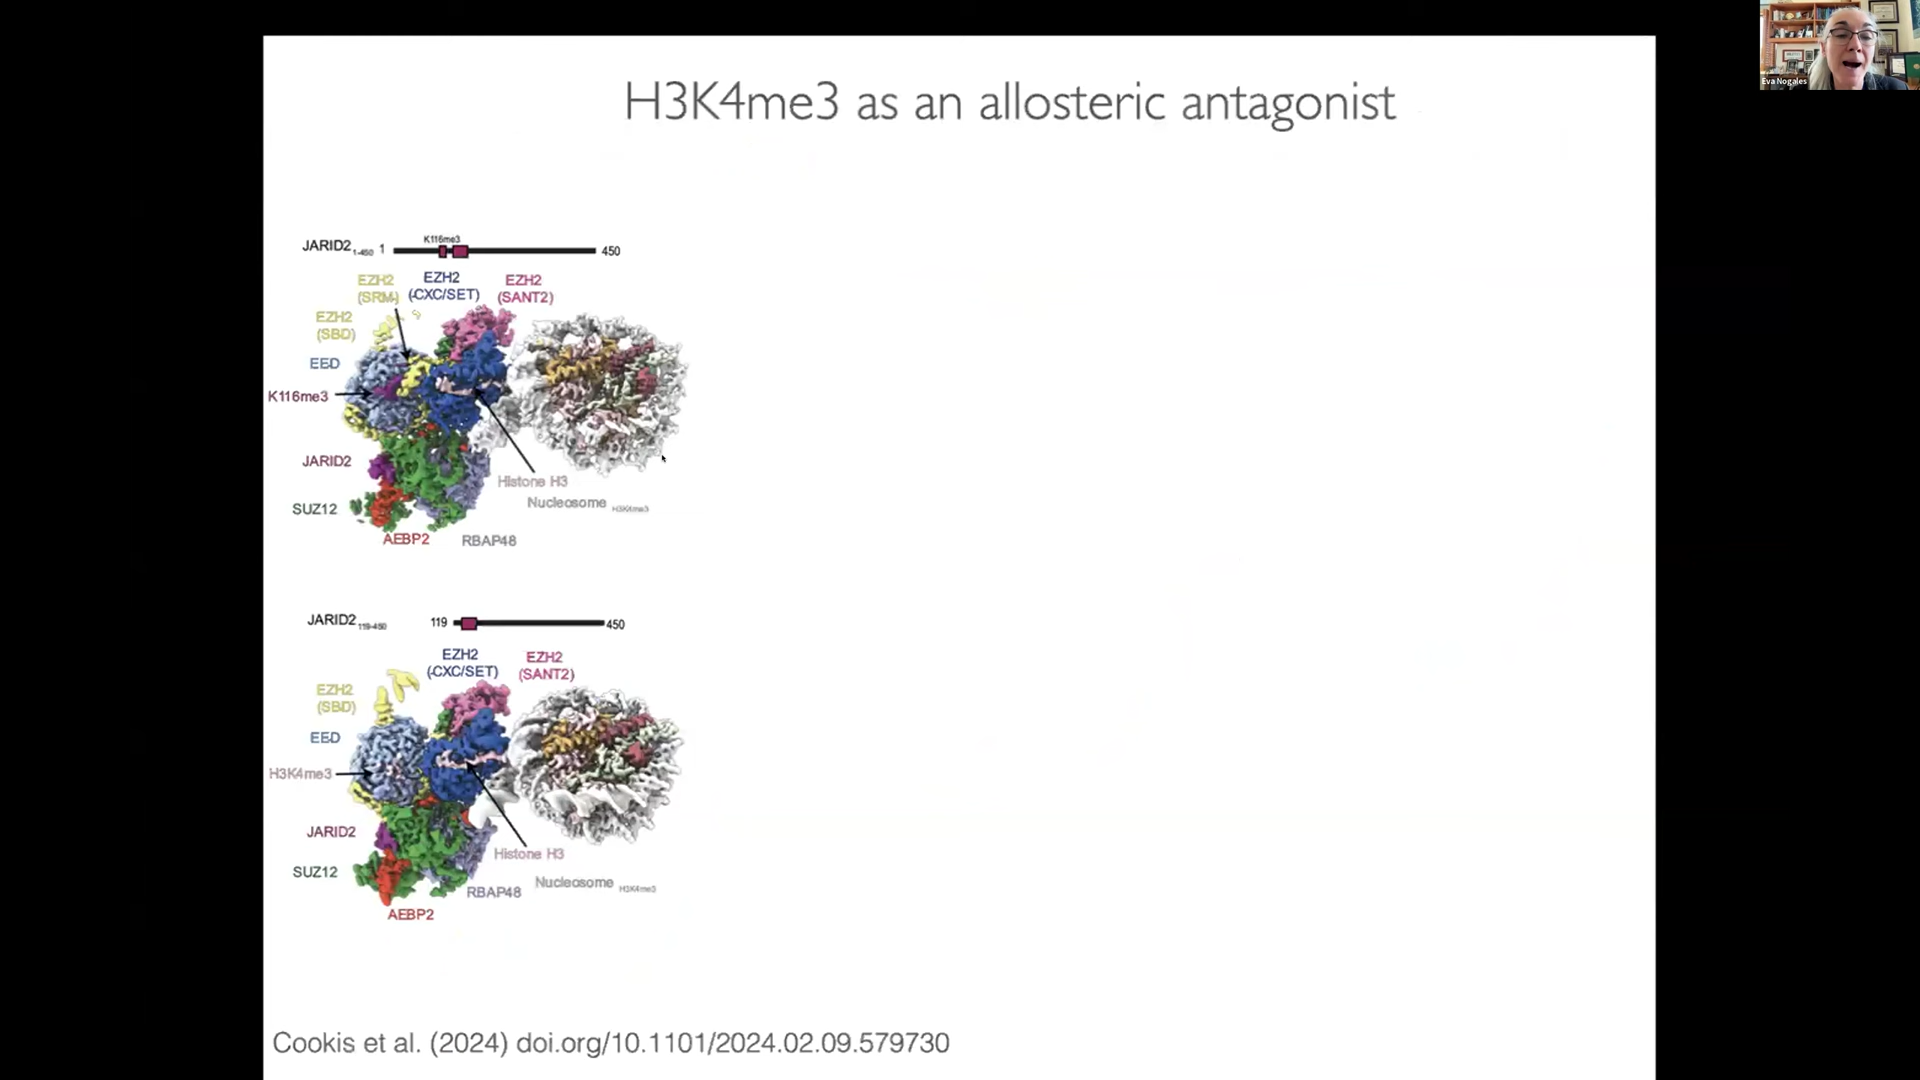 Eva Nogales
H3K4me3 as an allosteric antagonist
K116me3
JARID2 1-450 1 450
EZH2 (SRM)
EZH2 (-CXC/SET)
EZH2 (SANT2)
EZH2 (SBD)
EED
K116me3
JARID2
Histone H3
Nucleosome H3K4me3
SUZ12
AEBP2
RBAP48
JARID2 119-450 119 450
EZH2 (-CXC/SET)
EZH2 (SANT2)
EZH2 (SBD)
EED
H3K4me3
JARID2
Histone H3
SUZ12
Nucleosome H3K4me3
RBAP48
AEBP2
Cookis et al. (2024) doi.org/10.1101/2024.02.09.579730